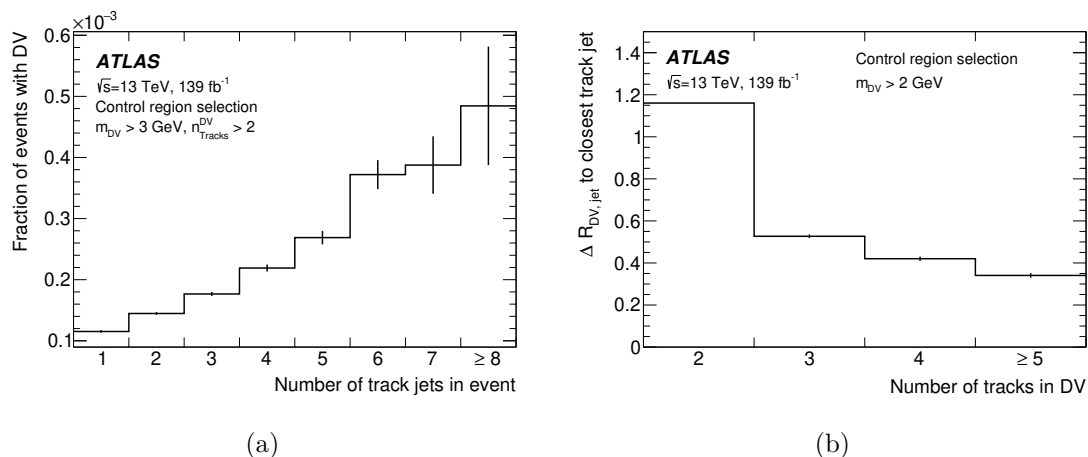 ×10⁻³
0.6
0.5
0.4
0.3
0.2
0.1
Fraction of events with DV
ATLAS
√s=13 TeV, 139 fb⁻¹
Control region selection
m_DV > 3 GeV, n^DV_Tracks > 2
1 2 3 4 5 6 7 ≥ 8
Number of track jets in event
(a)
1.4
1.2
1
0.8
0.6
0.4
0.2
0
Δ R_DV, jet to closest track jet
ATLAS
√s=13 TeV, 139 fb⁻¹
Control region selection
m_DV > 2 GeV
2 3 4 ≥ 5
Number of tracks in DV
(b)